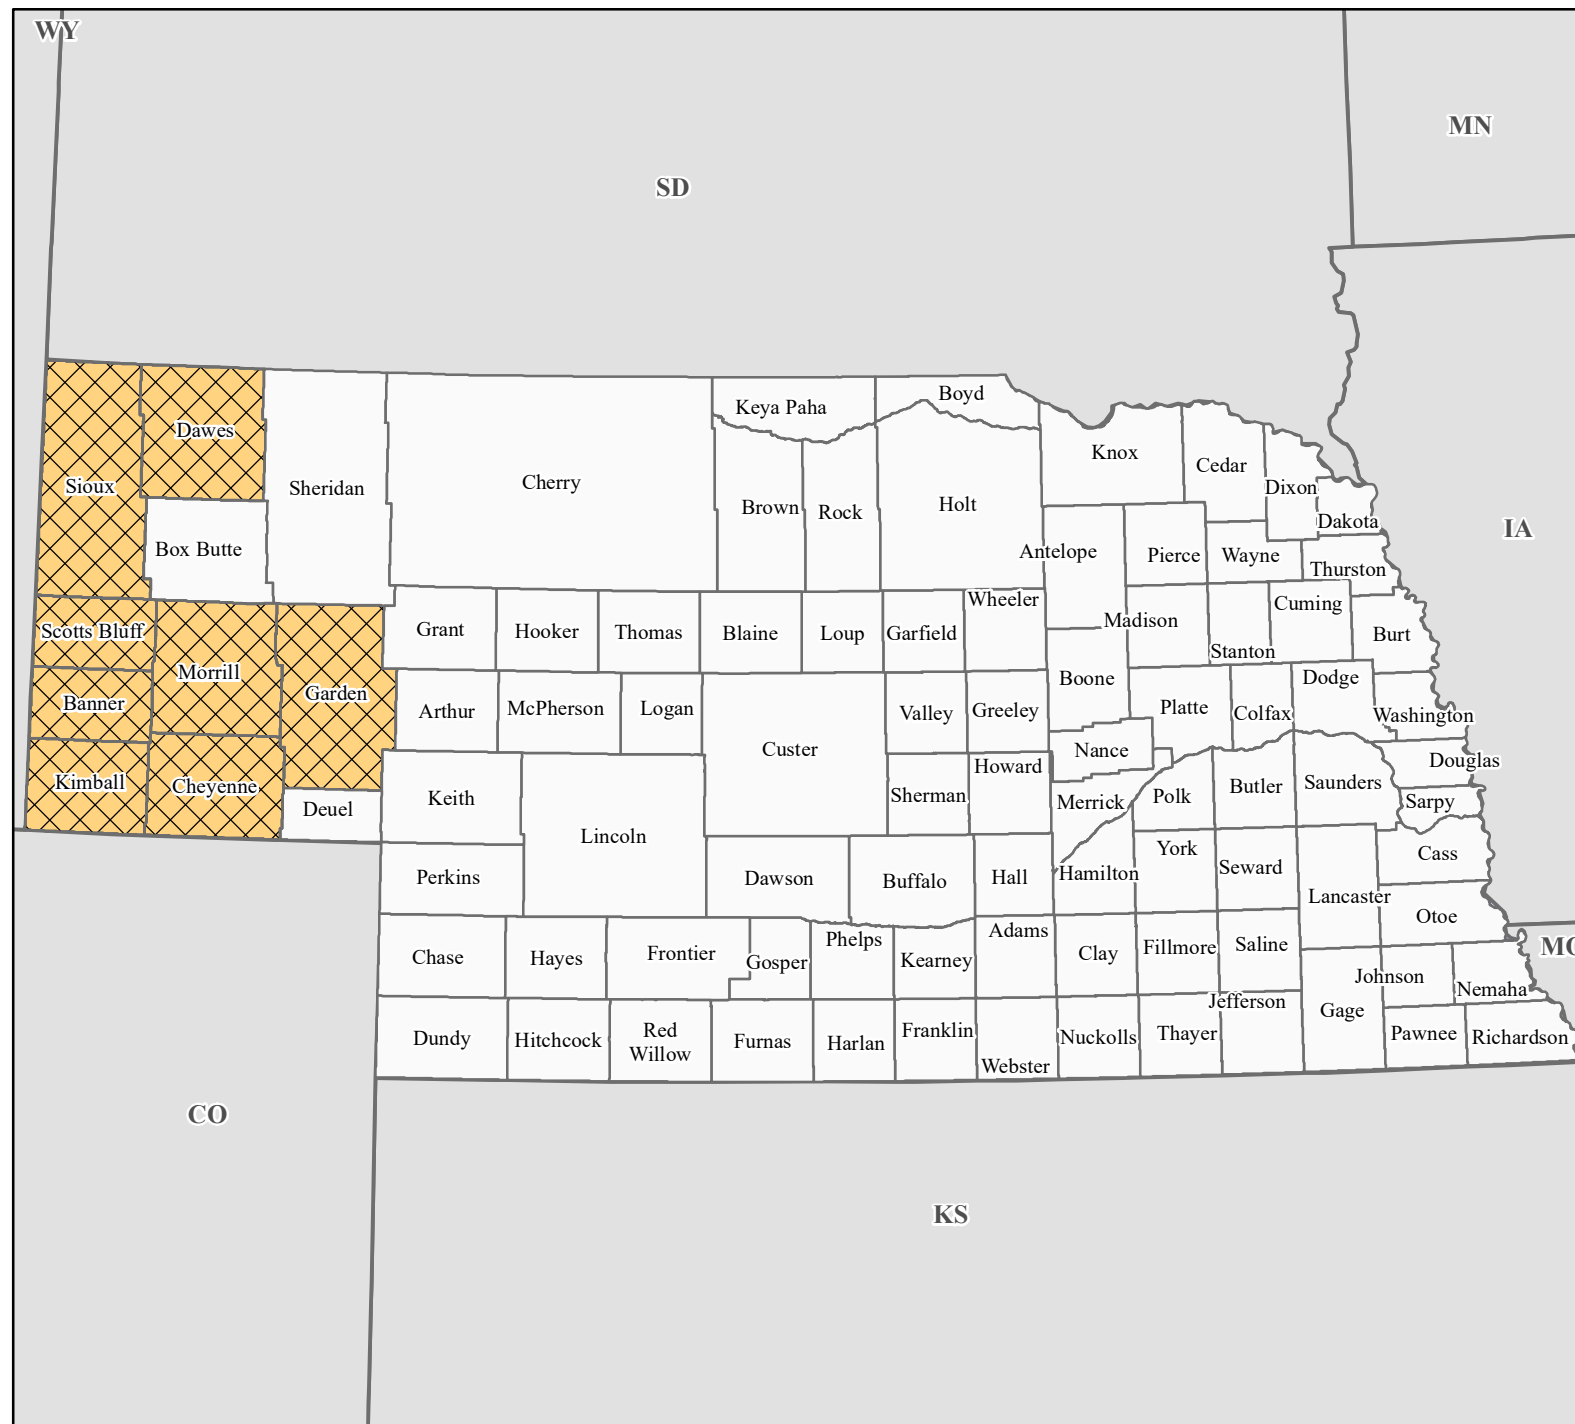 WY
MN
SD
IA
Boyd
Keya Paha
Dawes
Knox
Cedar
Sioux
Sheridan
Cherry
Dixon
Brown
Rock
Holt
Dakota
Box Butte
Antelope
Pierce
Wayne
Thurston
Wheeler
Cuming
Scotts Bluff
Grant
Hooker
Thomas
Blaine
Loup
Garfield
Madison
Burt
Stanton
Morrill
Garden
Boone
Dodge
Banner
Arthur
McPherson
Logan
Valley
Greeley
Platte
Colfax
Washington
Custer
Nance
Douglas
Howard
Kimball
Cheyenne
Keith
Sherman
Merrick
Polk
Butler
Saunders
Sarpy
Deuel
Lincoln
York
Cass
Perkins
Dawson
Buffalo
Hall
Hamilton
Seward
Lancaster
Otoe
Adams
Phelps
Chase
Hayes
Frontier
Gosper
Kearney
Clay
Fillmore
Saline
MO
Johnson
Nemaha
Jefferson
Gage
Dundy
Hitchcock
Red
Willow
Furnas
Harlan
Franklin
Webster
Nuckolls
Thayer
Pawnee
Richardson
CO
KS